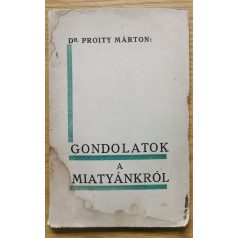 DR. PROITY MÁRTON:
GONDOLATOK
A
MIATYÁNKRÓL